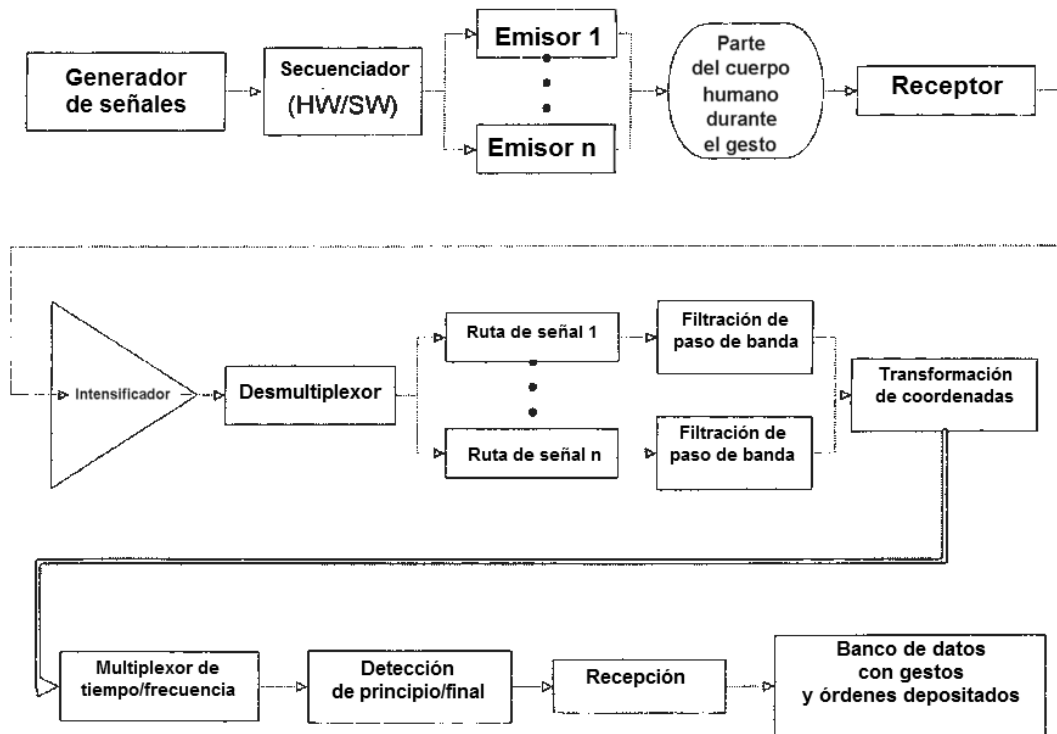 Generador
de señales
Secuenciador
(HW/SW)
Emisor 1
Emisor n
Parte
del cuerpo
humano
durante
el gesto
Receptor
Intensificador
Desmultiplexor
Ruta de señal 1
Ruta de señal n
Filtración de
paso de banda
Filtración de
paso de banda
Transformación
de coordenadas
Multiplexor de
tiempo/frecuencia
Detección
de principio/final
Recepción
Banco de datos
con gestos
y órdenes depositados